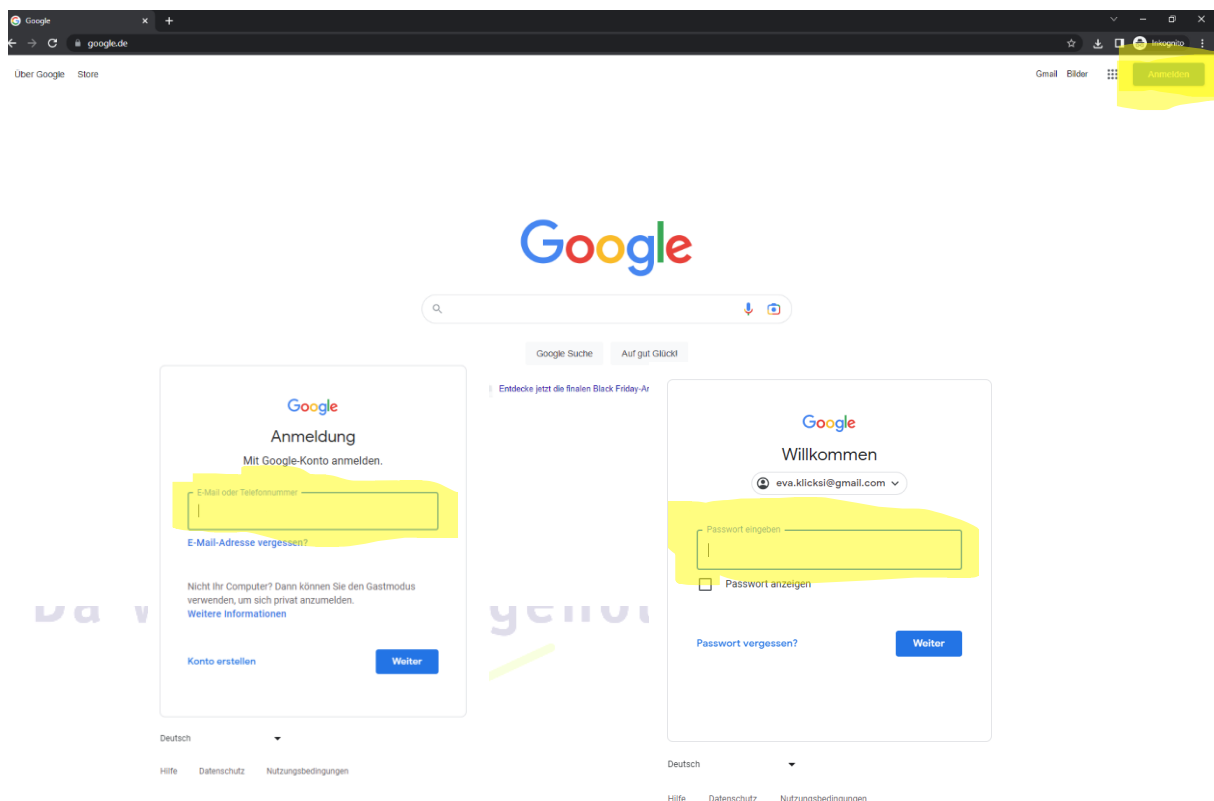 Google
google.de
Inkognito
Über Google Store
Gmail Bilder
Anmelden
Google
Google Suche Auf gut Glück!
Entdecke jetzt die finalen Black Friday-Ar
Google
Anmeldung
Mit Google-Konto anmelden.
E-Mail oder Telefonnummer
E-Mail-Adresse vergessen?
Nicht Ihr Computer? Dann können Sie den Gastmodus
verwenden, um sich privat anzumelden.
Weitere Informationen
Konto erstellen Weiter
Deutsch
Hilfe Datenschutz Nutzungsbedingungen
Google
Willkommen
eva.klicksi@gmail.com
Passwort eingeben
Passwort anzeigen
Passwort vergessen? Weiter
Deutsch
Hilfe Datenschutz Nutzungsbedingungen